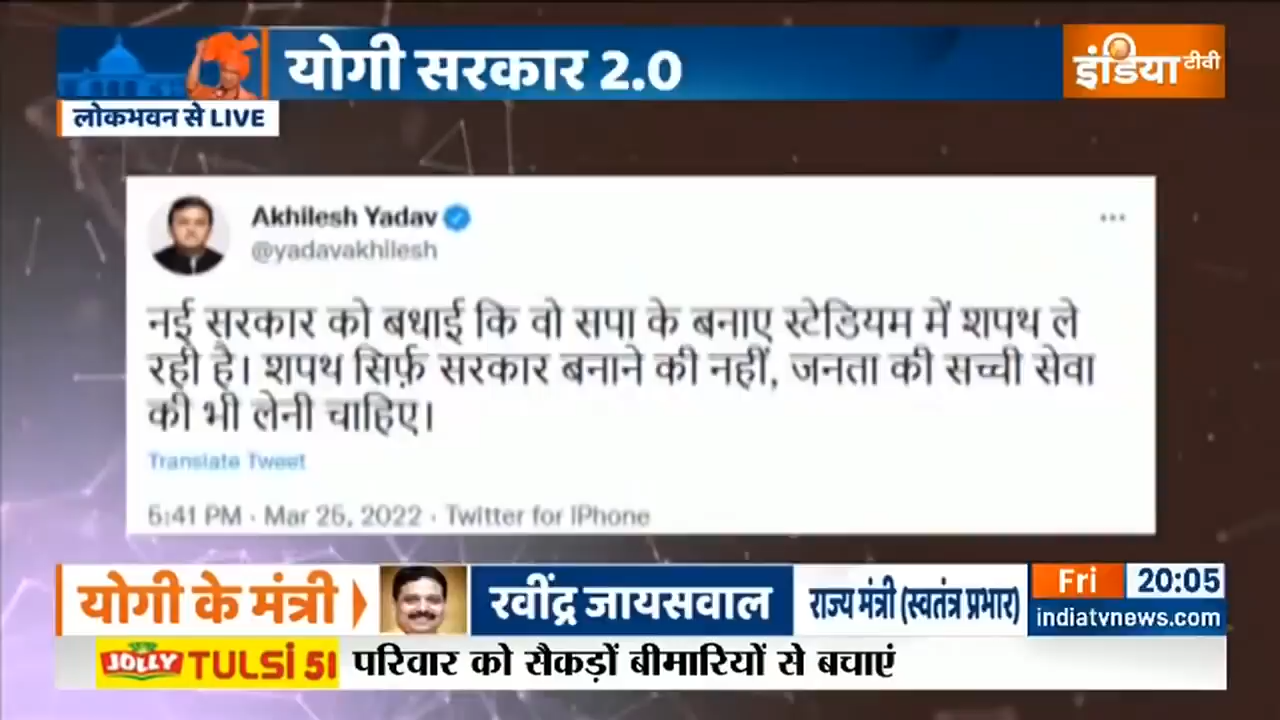 योगी सरकार 2.0
इंडिया टीवी
लोकभवन से LIVE
Akhilesh Yadav
@yadavakhilesh
नई सरकार को बधाई कि वो सपा के बनाए स्टेडियम में शपथ ले
रही है। शपथ सिर्फ़ सरकार बनाने की नहीं, जनता की सच्ची सेवा
की भी लेनी चाहिए।
Translate Tweet
5:41 PM · Mar 25, 2022 · Twitter for iPhone
योगी के मंत्री
रवींद्र जायसवाल
राज्य मंत्री (स्वतंत्र प्रभार)
Fri 20:05
indiatvnews.com
JOLLY TULSI 51 परिवार को सैकड़ों बीमारियों से बचाएं